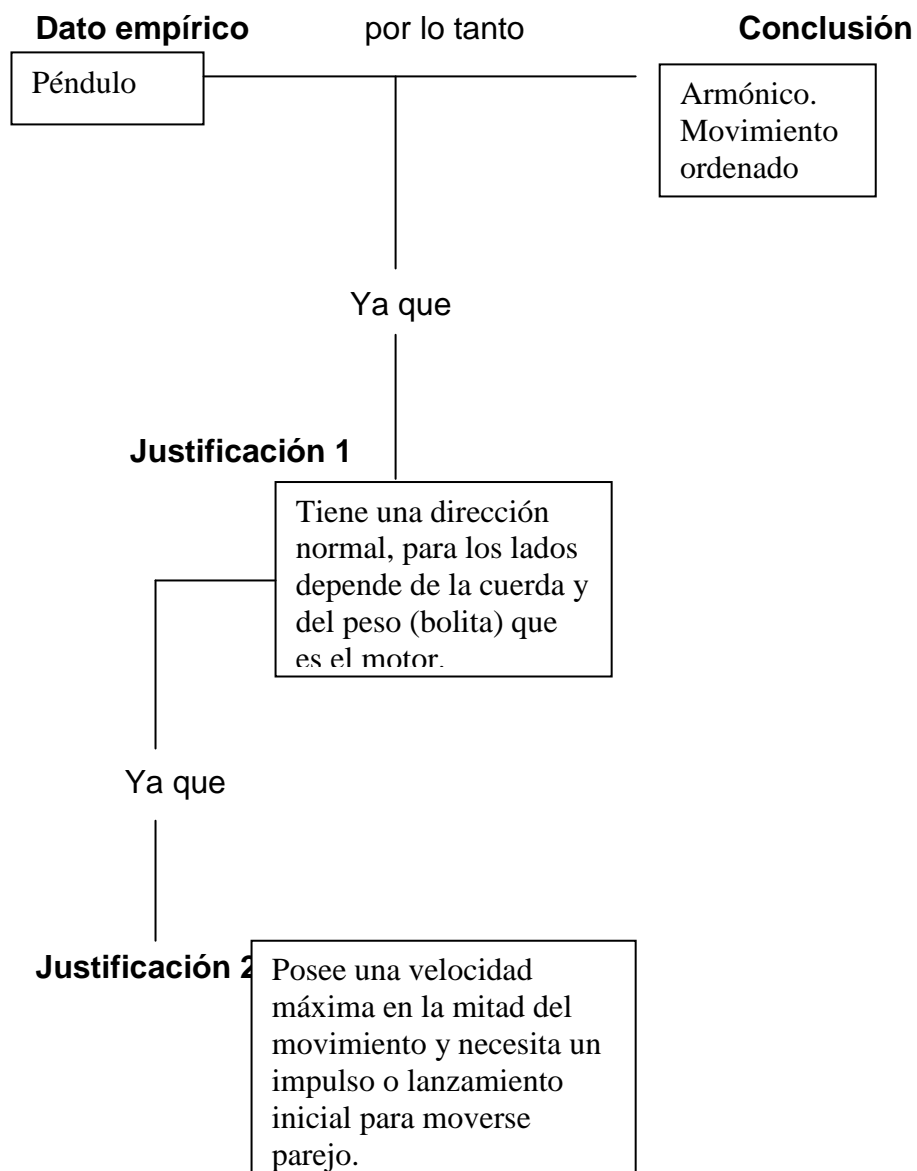 Dato empírico por lo tanto Conclusión
Péndulo
Armónico.
Movimiento
ordenado
Ya que
Justificación 1
Tiene una dirección
normal, para los lados
depende de la cuerda y
del peso (bolita) que
es el motor.
Ya que
Justificación 2
Posee una velocidad
máxima en la mitad del
movimiento y necesita un
impulso o lanzamiento
inicial para moverse
parejo.